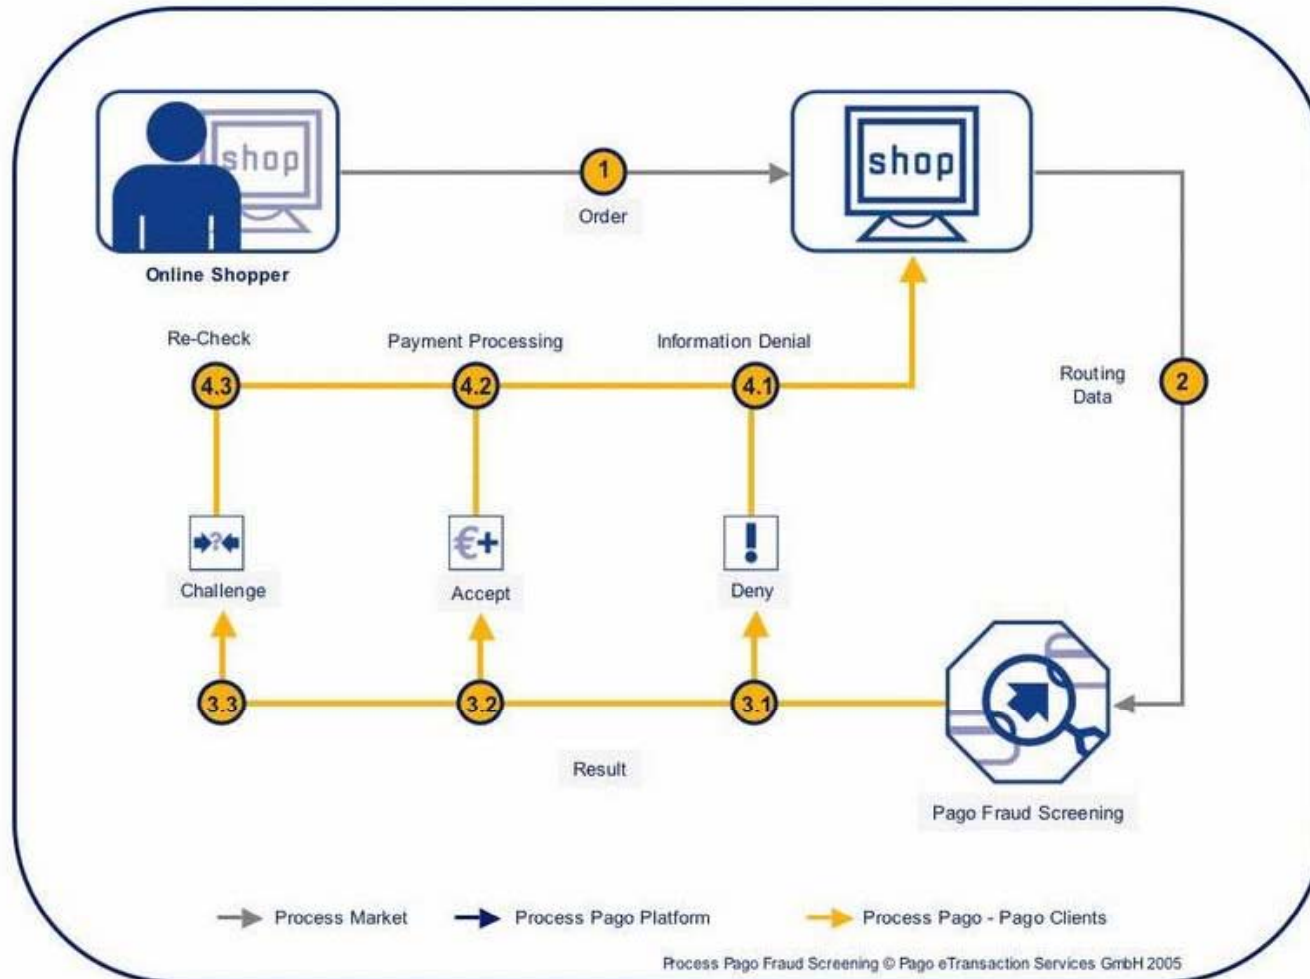 shop
shop
1
Order
Online Shopper
Re-Check
Payment Processing
Information Denial
4.3
4.2
4.1
Routing
Data
2
?
€+
!
Challenge
Accept
Deny
3.3
3.2
3.1
Result
Pago Fraud Screening
Process Market
Process Pago Platform
Process Pago - Pago Clients
Process Pago Fraud Screening © Pago eTransaction Services GmbH 2005